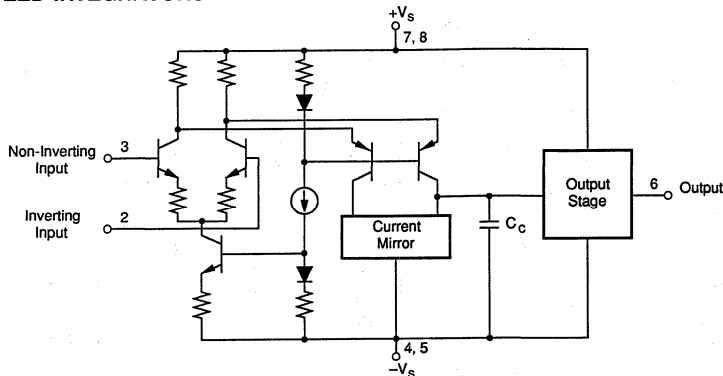 +VS
7, 8
Non-Inverting
Input
3
Inverting
Input
2
Current
Mirror
CC
Output
Stage
6
Output
4, 5
–VS